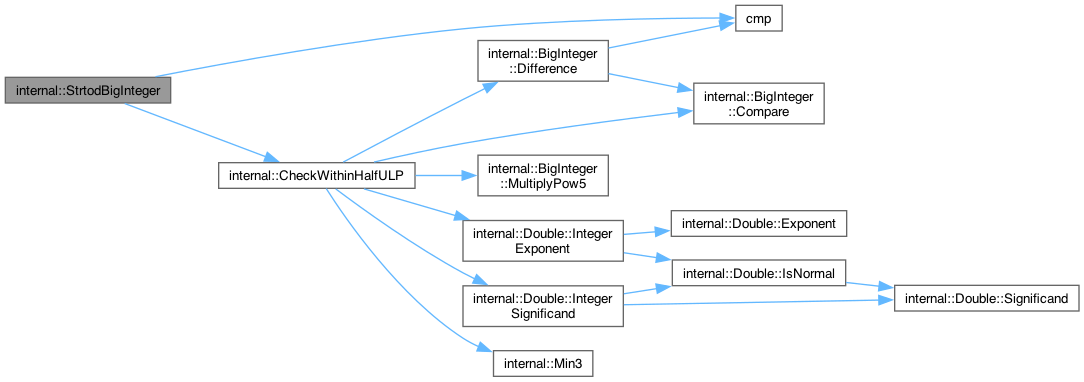 internal::StrtodBigInteger
cmp
internal::BigInteger
::Difference
internal::BigInteger
::Compare
internal::CheckWithinHalfULP
internal::BigInteger
::MultiplyPow5
internal::Double::Integer
Exponent
internal::Double::Exponent
internal::Double::IsNormal
internal::Double::Integer
Significand
internal::Double::Significand
internal::Min3